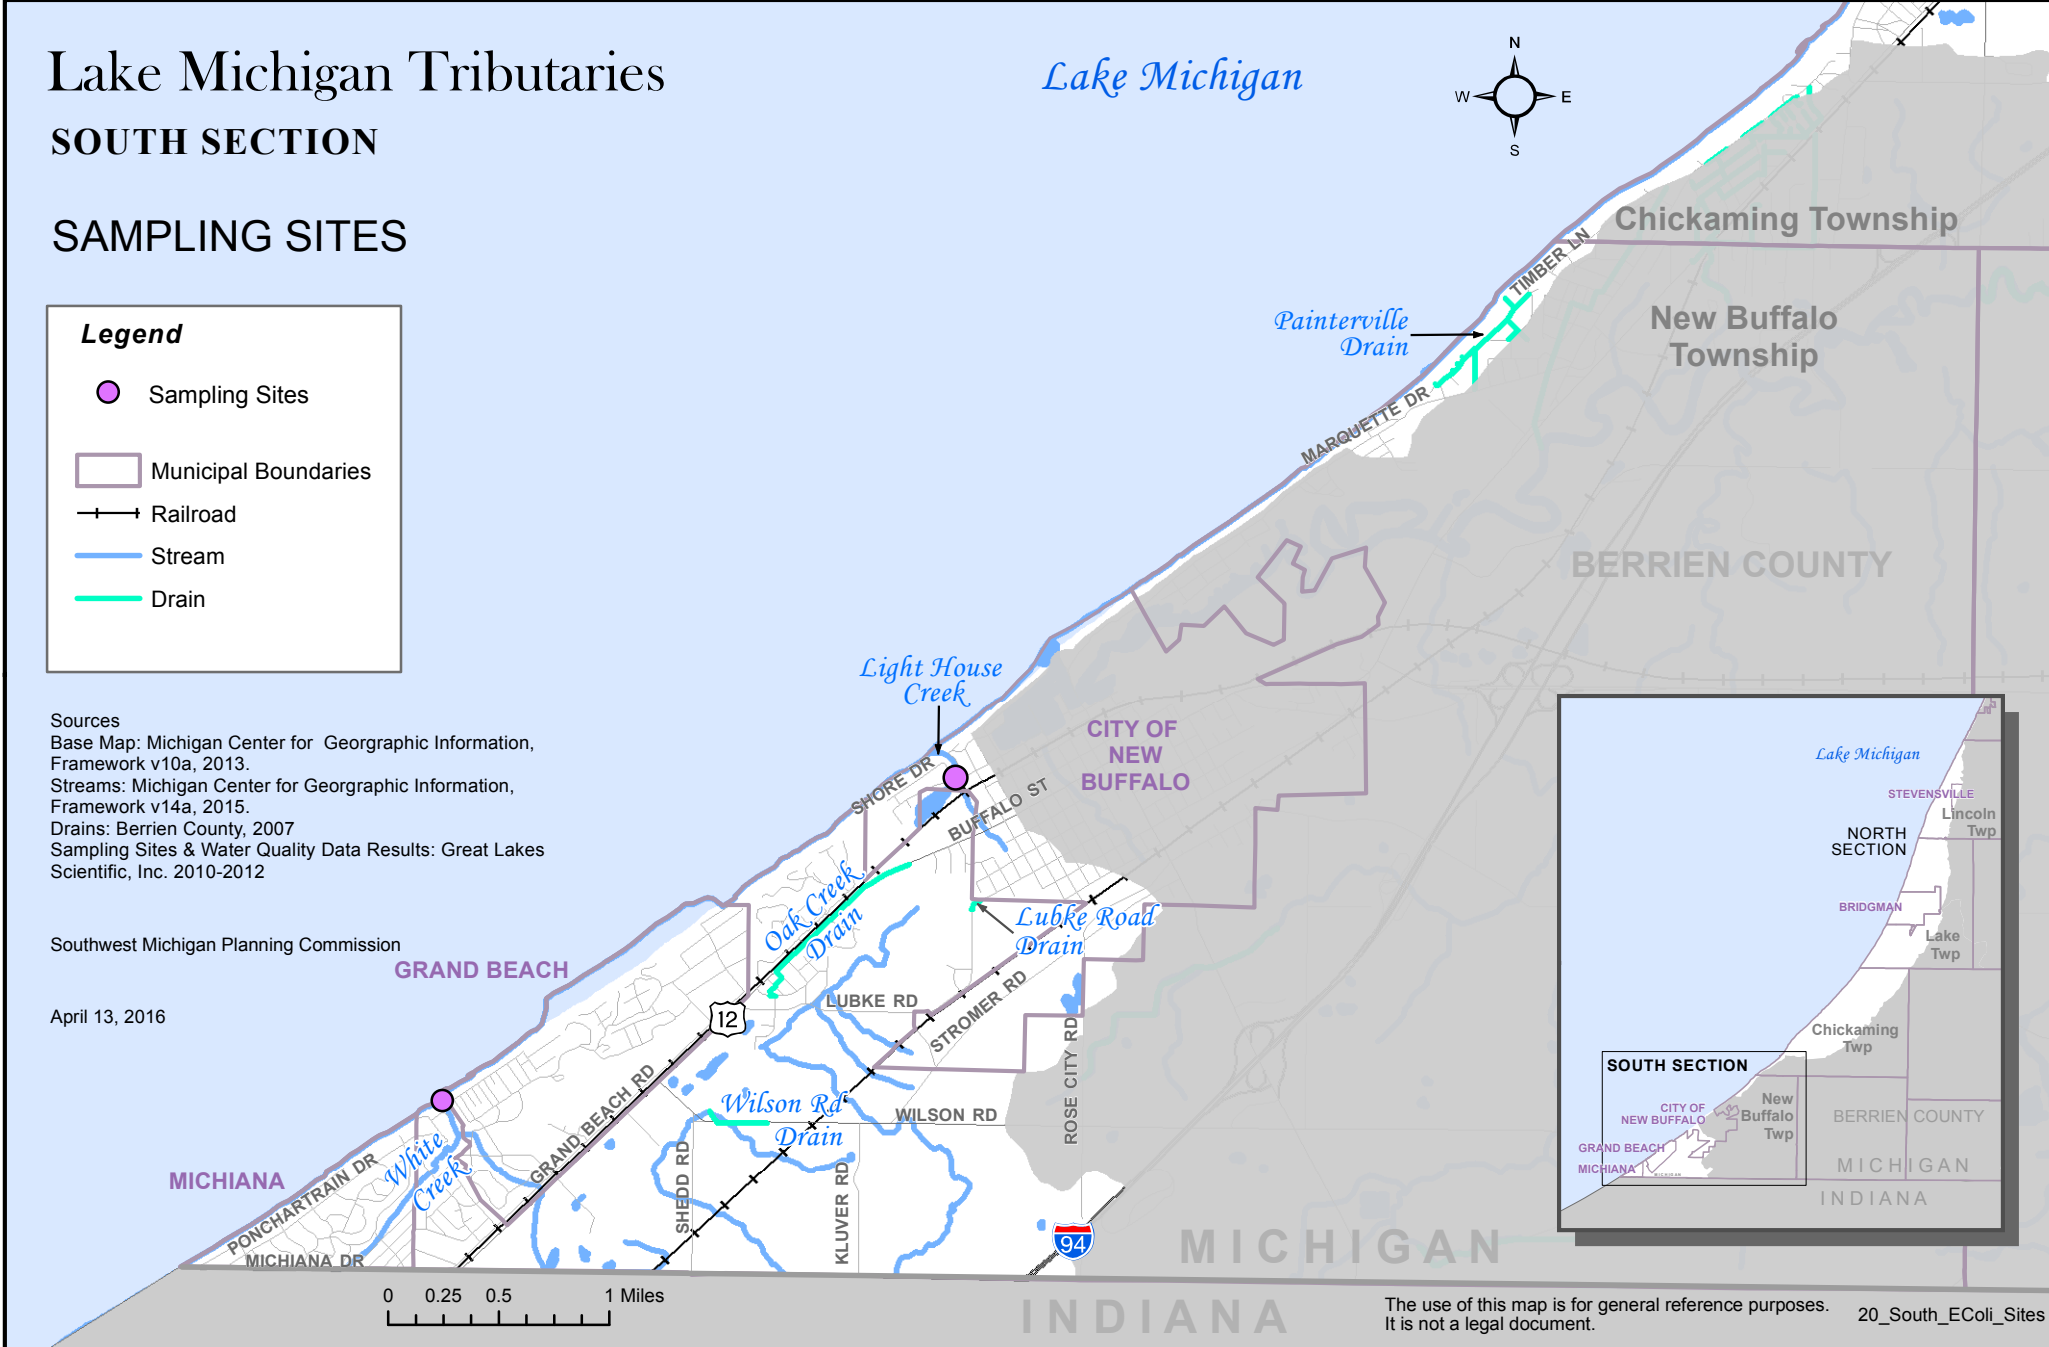 Lake Michigan Tributaries
SOUTH SECTION
SAMPLING SITES
Lake Michigan
N
W
E
S
Legend
Sampling Sites
Municipal Boundaries
Railroad
Stream
Drain
Sources
Base Map: Michigan Center for  Georgraphic Information,
Framework v10a, 2013.
Streams: Michigan Center for Georgraphic Information,
Framework v14a, 2015.
Drains: Berrien County, 2007
Sampling Sites & Water Quality Data Results: Great Lakes
Scientific, Inc. 2010-2012
Southwest Michigan Planning Commission
April 13, 2016
Chickaming Township
TIMBER LN
New Buffalo
Township
Painterville
Drain
MARQUETTE DR
BERRIEN COUNTY
Light House
Creek
CITY OF
NEW
BUFFALO
SHORE DR
BUFFALO ST
Oak Creek
Drain
Lubke Road
Drain
GRAND BEACH
LUBKE RD
12
STROMER RD
ROSE CITY RD
GRAND BEACH RD
Wilson Rd
Drain
WILSON RD
White
Creek
SHEDD RD
KLUVER RD
MICHIANA
PONCHARTRAIN DR
MICHIANA DR
94
MICHIGAN
INDIANA
0 0.25 0.5 1 Miles
Lake Michigan
STEVENSVILLE
Lincoln
Twp
NORTH
SECTION
BRIDGMAN
Lake
Twp
Chickaming
Twp
SOUTH SECTION
CITY OF
NEW BUFFALO
New
Buffalo
Twp
BERRIEN COUNTY
GRAND BEACH
MICHIANA
MICHIGAN
MICHIGAN
INDIANA
The use of this map is for general reference purposes.
It is not a legal document.
20_South_EColi_Sites